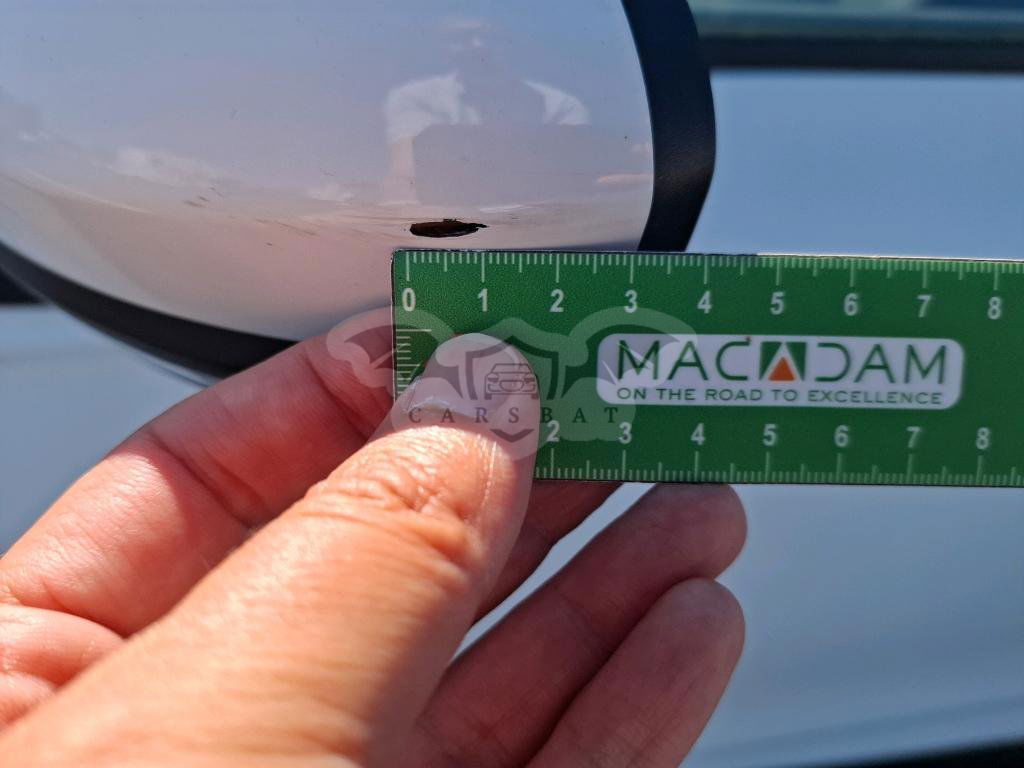 0 1 2 3 4 5 6 7 8
MACADAM
ON THE ROAD TO EXCELLENCE
CARSBAT
2 3 4 5 6 7 8